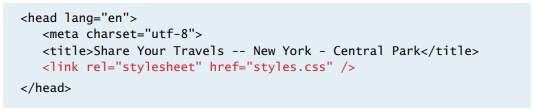 <head lang="en">
<meta charset="utf-8">
<title>Share Your Travels -- New York - Central Park</title>
<link rel="stylesheet" href="styles.css" />
</head>